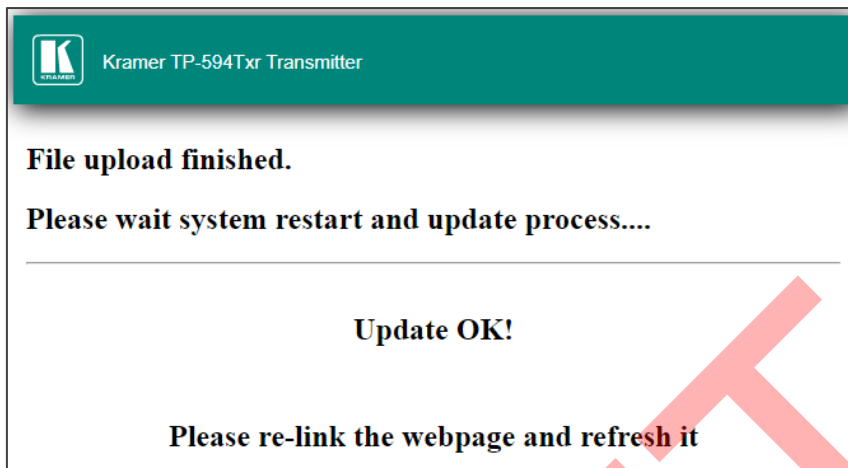 KRAMER
Kramer TP-594Txr Transmitter
File upload finished.
Please wait system restart and update process....
Update OK!
Please re-link the webpage and refresh it